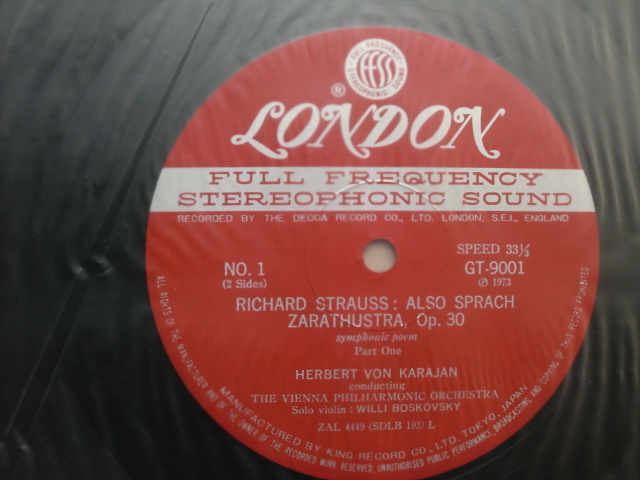 FULL FREQUENCY
FFSS
STEREOPHONIC SOUND
®
LONDON
FULL FREQUENCY
STEREOPHONIC SOUND
RECORDED BY THE DECCA RECORD CO., LTD. LONDON, S.E.I., ENGLAND
SPEED 33⅓
NO. 1
GT-9001
(2 Sides)
℗ 1973
RICHARD STRAUSS: ALSO SPRACH
ZARATHUSTRA, Op. 30
symphonic poem
Part One
HERBERT VON KARAJAN
conducting
THE VIENNA PHILHARMONIC ORCHESTRA
Solo violin: WILLI BOSKOVSKY
ZAL 4449 (SDLB 193) L
MANUFACTURED BY KING RECORD CO., LTD. TOKYO, JAPAN
ALL RIGHTS OF THE MANUFACTURER AND OF THE OWNER OF THE RECORDED WORK RESERVED, UNAUTHORISED PUBLIC PERFORMANCE, BROADCASTING AND COPYING OF THIS RECORD PROHIBITED